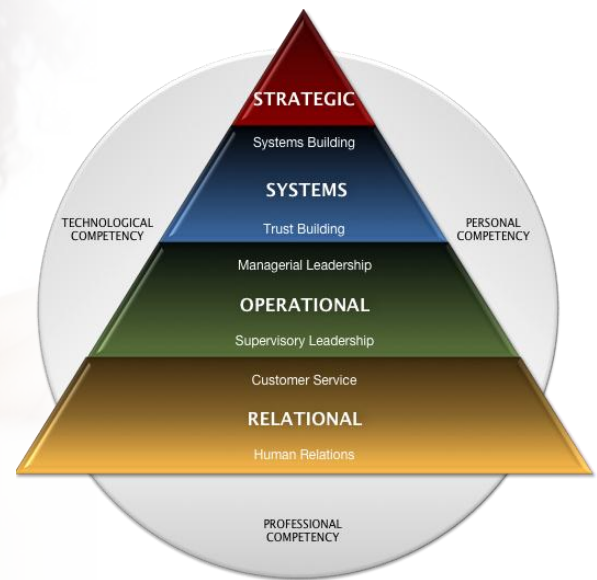 STRATEGIC
Systems Building
SYSTEMS
TECHNOLOGICAL
COMPETENCY
PERSONAL
COMPETENCY
Trust Building
Managerial Leadership
OPERATIONAL
Supervisory Leadership
Customer Service
RELATIONAL
Human Relations
PROFESSIONAL
COMPETENCY